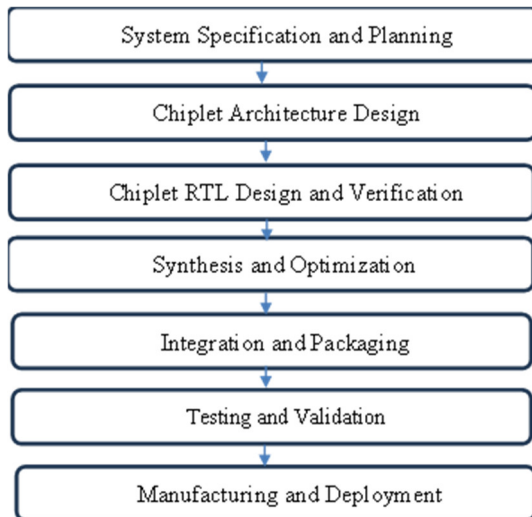 System Specification and Planning
Chiplet Architecture Design
Chiplet RTL Design and Verification
Synthesis and Optimization
Integration and Packaging
Testing and Validation
Manufacturing and Deployment